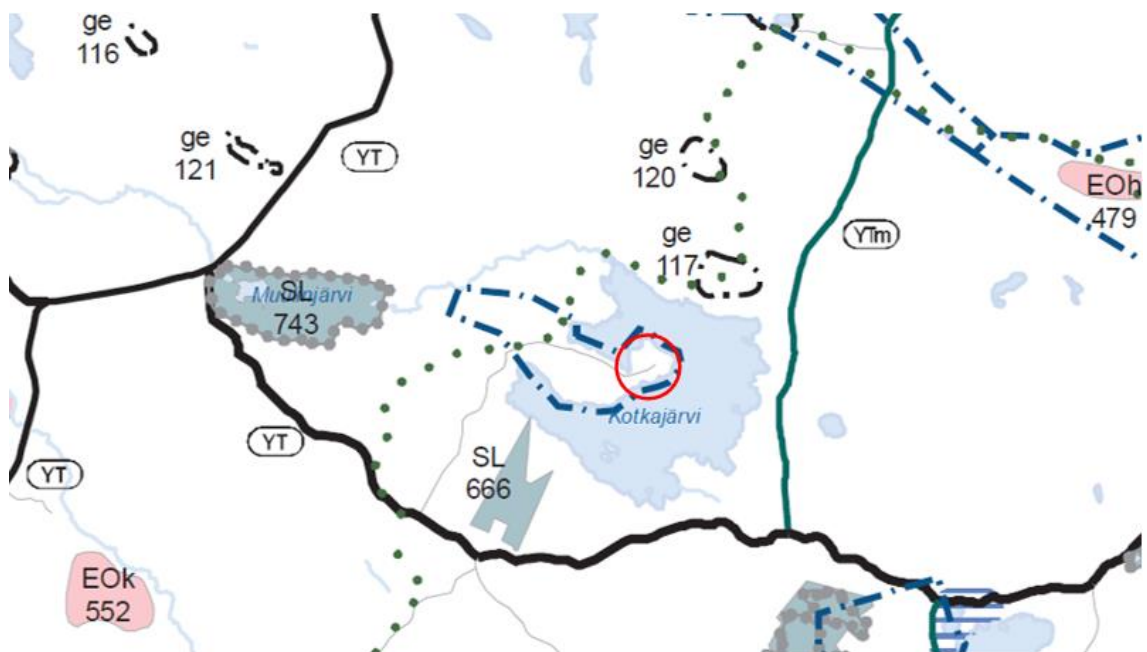 ge
116
ge
121
YT
ge
120
EOh
479
ge
117
YTm
SL
743
Kotkajärvi
YT
SL
666
YT
EOk
552